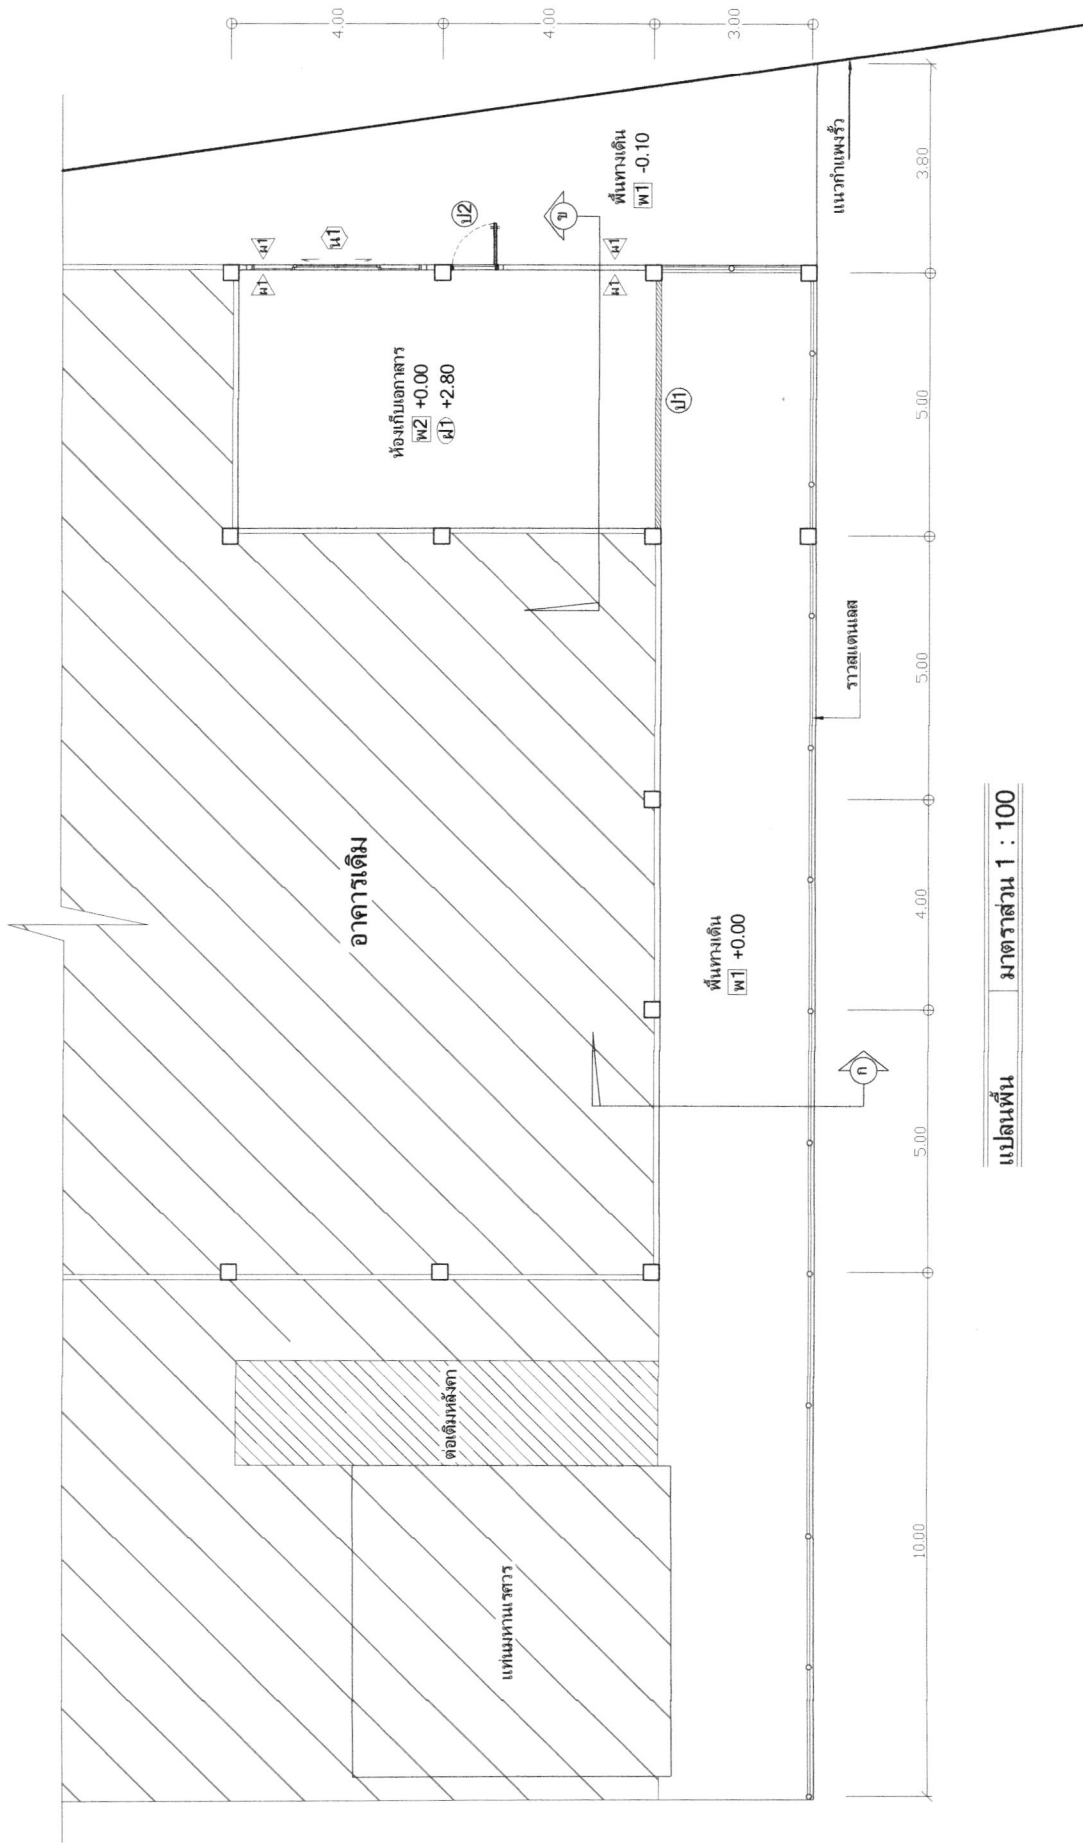 อาคารเดิม
ห้องเก็บเอกสาร
พ2 +0.00
ฝ1 +2.80
ผ1
ผ1
น1
ป2
ผ1
ผ1
ข
พื้นทางเดิน
พ1 -0.10
ป1
ต่อเติมหลังคา
แท่นมหานเรศวร
พื้นทางเดิน
พ1 +0.00
ก
ราวสแตนเลส
แนวกำแพงรั้ว
4.00
4.00
3.00
10.00
5.00
4.00
5.00
5.00
3.80
แปลนพื้น
มาตราส่วน 1 : 100